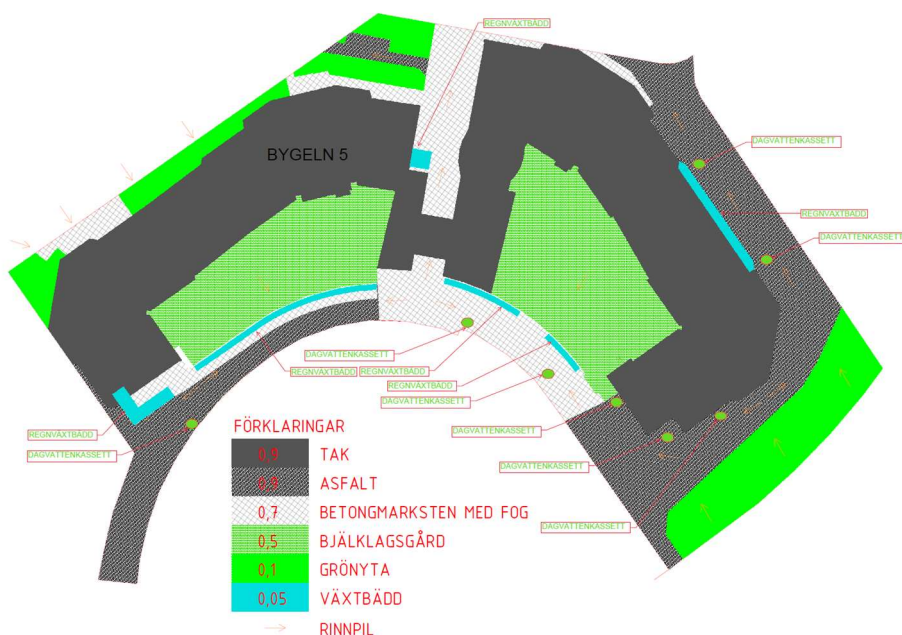 REGNVÄXTBÄDD
BYGELN 5
DAGVATTENKASSETT
REGNVÄXTBÄDD
DAGVATTENKASSETT
DAGVATTENKASSETT
REGNVÄXTBÄDD
REGNVÄXTBÄDD
REGNVÄXTBÄDD
DAGVATTENKASSETT
REGNVÄXTBÄDD
DAGVATTENKASSETT
DAGVATTENKASSETT
DAGVATTENKASSETT
DAGVATTENKASSETT
FÖRKLARINGAR
0,9 TAK
0,9 ASFALT
0,7 BETONGMARKSTEN MED FOG
0,5 BJÄLKLAGSGÅRD
0,1 GRÖNYTA
0,05 VÄXTBÄDD
RINNPIL